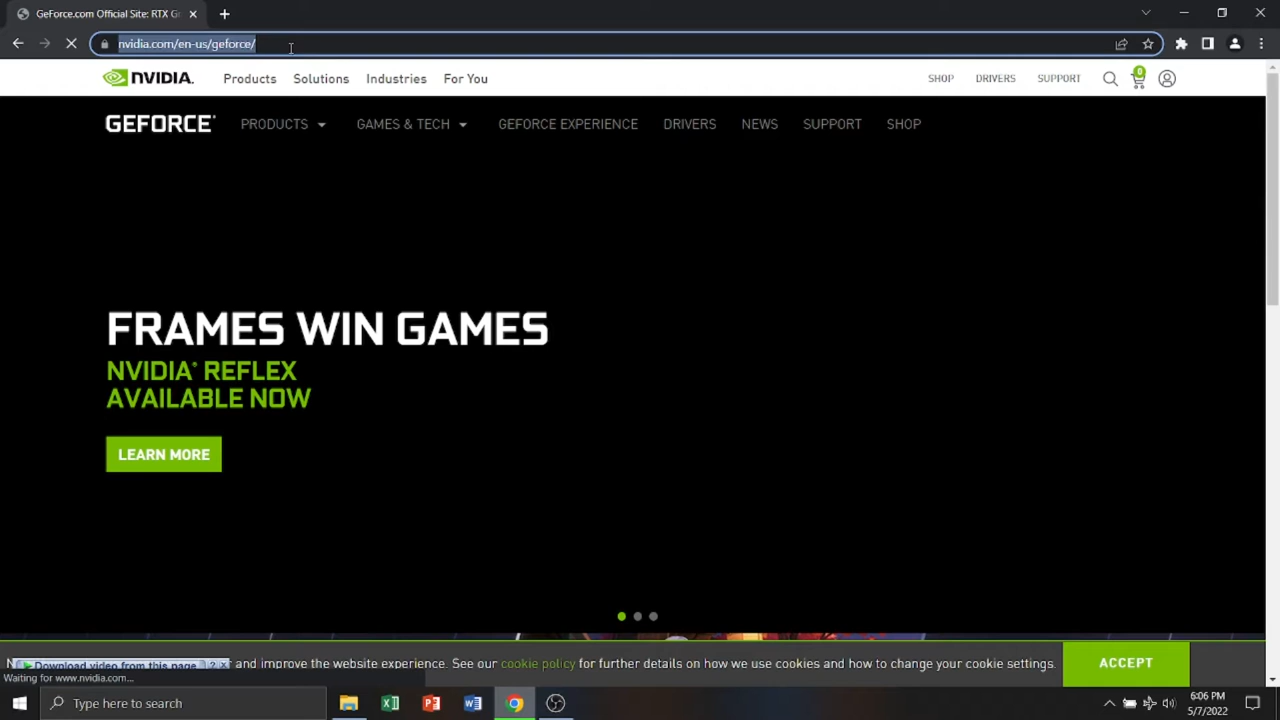 GeForce.com Official Site: RTX G
nvidia.com/en-us/geforce/
NVIDIA. Products Solutions Industries For You SHOP DRIVERS SUPPORT 0
GEFORCE PRODUCTS GAMES & TECH GEFORCE EXPERIENCE DRIVERS NEWS SUPPORT SHOP
FRAMES WIN GAMES
NVIDIA® REFLEX
AVAILABLE NOW
LEARN MORE
Download video from this page ? x
and improve the website experience. See our cookie policy for further details on how we use cookies and how to change your cookie settings.
ACCEPT
Waiting for www.nvidia.com...
Type here to search
6:06 PM
5/7/2022